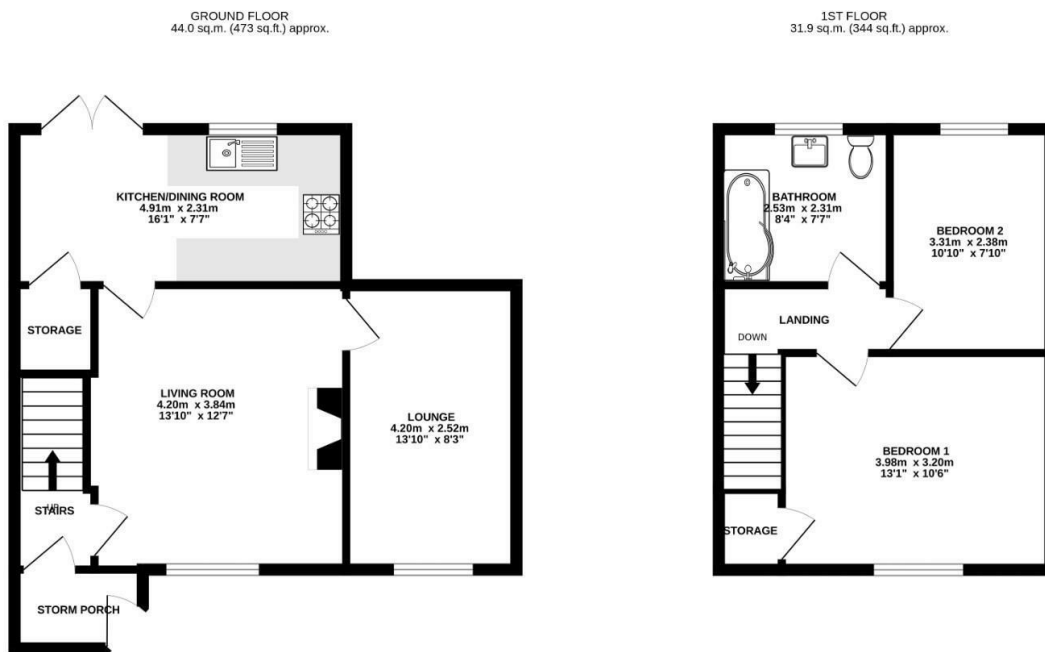 GROUND FLOOR
44.0 sq.m. (473 sq.ft.) approx.
1ST FLOOR
31.9 sq.m. (344 sq.ft.) approx.
KITCHEN/DINING ROOM
4.91m x 2.31m
16'1" x 7'7"
STORAGE
LIVING ROOM
4.20m x 3.84m
13'10" x 12'7"
LOUNGE
4.20m x 2.52m
13'10" x 8'3"
UP
STAIRS
STORM PORCH
BATHROOM
2.53m x 2.31m
8'4" x 7'7"
BEDROOM 2
3.31m x 2.38m
10'10" x 7'10"
LANDING
DOWN
BEDROOM 1
3.98m x 3.20m
13'1" x 10'6"
STORAGE